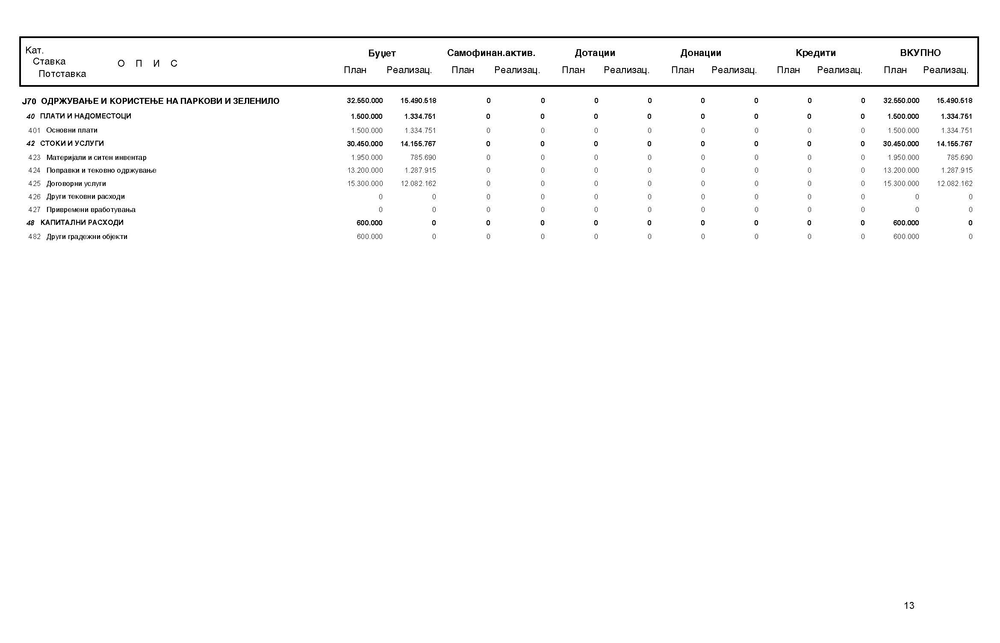 Кат.
Ставка
Потставка
О П И С
Буџет Самофинан.актив. Дотации Донации Кредити ВКУПНО
План Реализац. План Реализац. План Реализац. План Реализац. План Реализац. План Реализац.
J70 ОДРЖУВАЊЕ И КОРИСТЕЊЕ НА ПАРКОВИ И ЗЕЛЕНИЛО 32.550.000 15.490.518 0 0 0 0 0 0 0 0 32.550.000 15.490.518
40 ПЛАТИ И НАДОМЕСТОЦИ 1.500.000 1.334.751 0 0 0 0 0 0 0 0 1.500.000 1.334.751
401 Основни плати 1.500.000 1.334.751 0 0 0 0 0 0 0 0 1.500.000 1.334.751
42 СТОКИ И УСЛУГИ 30.450.000 14.155.767 0 0 0 0 0 0 0 0 30.450.000 14.155.767
423 Материјали и ситен инвентар 1.950.000 785.690 0 0 0 0 0 0 0 0 1.950.000 785.690
424 Поправки и тековно одржување 13.200.000 1.287.915 0 0 0 0 0 0 0 0 13.200.000 1.287.915
425 Договорни услуги 15.300.000 12.082.162 0 0 0 0 0 0 0 0 15.300.000 12.082.162
426 Други тековни расходи 0 0 0 0 0 0 0 0 0 0 0 0
427 Привремени вработувања 0 0 0 0 0 0 0 0 0 0 0 0
48 КАПИТАЛНИ РАСХОДИ 600.000 0 0 0 0 0 0 0 0 0 600.000 0
482 Други градежни објекти 600.000 0 0 0 0 0 0 0 0 0 600.000 0
13